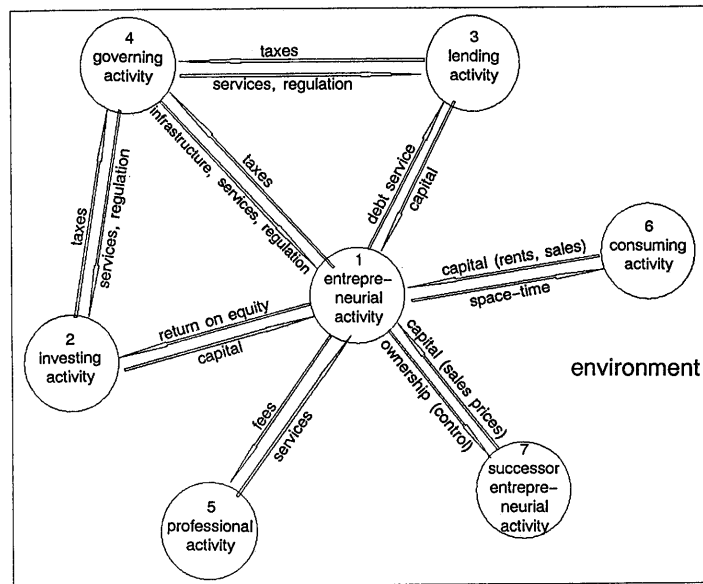 4
governing
activity
3
lending
activity
taxes
services, regulation
infrastructure, services, regulation
taxes
debt service
capital
taxes
services, regulation
6
consuming
activity
1
entrepre-
neurial
activity
capital (rents, sales)
space-time
2
investing
activity
return on equity
capital
capital (sales prices)
ownership (control)
environment
fees
services
7
successor
entrepre-
neurial
activity
5
professional
activity